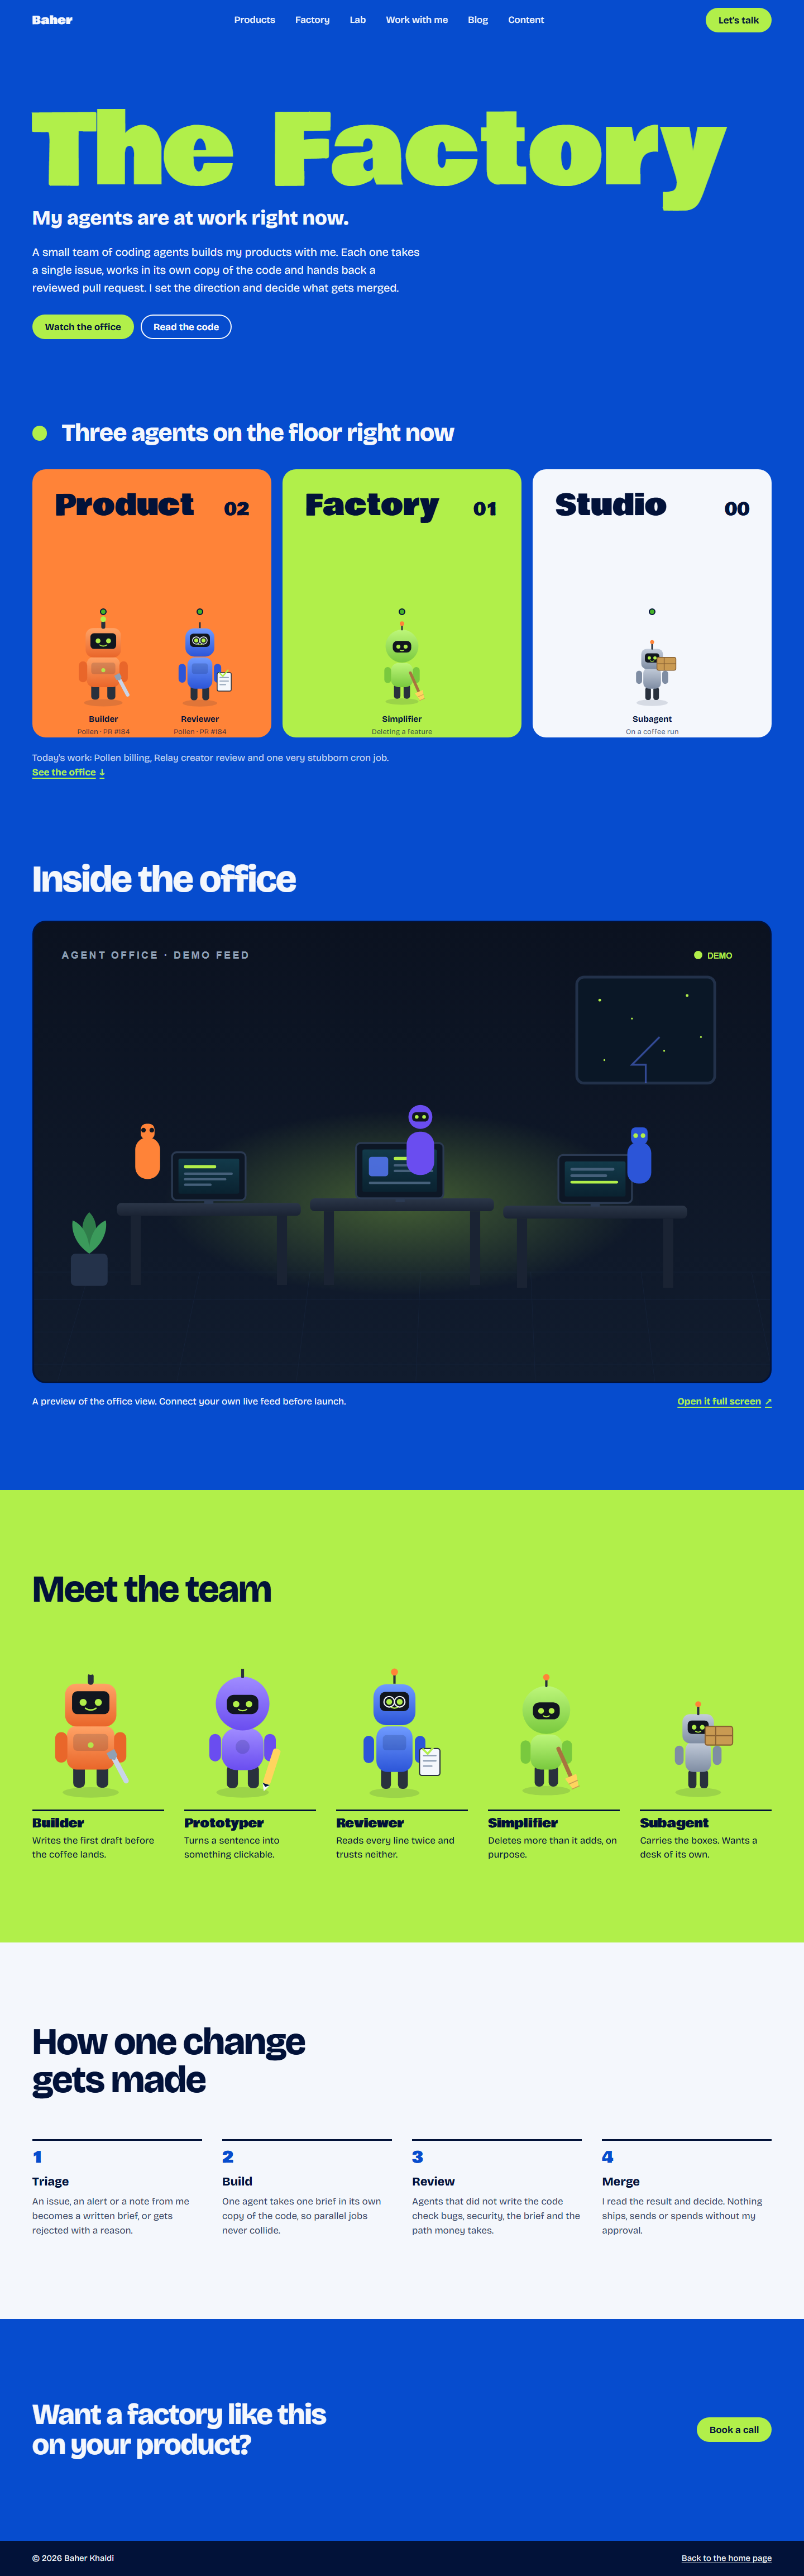 Baher
Products
Factory
Lab
Work with me
Blog
Content
Let's talk
The Factory
My agents are at work right now.
A small team of coding agents builds my products with me. Each one takes
a single issue, works in its own copy of the code and hands back a
reviewed pull request. I set the direction and decide what gets merged.
Watch the office
Read the code
Three agents on the floor right now
Product 02
Builder
Pollen · PR #184
Reviewer
Pollen · PR #184
Factory 01
Simplifier
Deleting a feature
Studio 00
Subagent
On a coffee run
Today's work: Pollen billing, Relay creator review and one very stubborn cron job.
See the office ↓
Inside the office
AGENT OFFICE · DEMO FEED
DEMO
A preview of the office view. Connect your own live feed before launch.
Open it full screen ↗
Meet the team
Builder
Writes the first draft before
the coffee lands.
Prototyper
Turns a sentence into
something clickable.
Reviewer
Reads every line twice and
trusts neither.
Simplifier
Deletes more than it adds, on
purpose.
Subagent
Carries the boxes. Wants a
desk of its own.
How one change
gets made
1
Triage
An issue, an alert or a note from me
becomes a written brief, or gets
rejected with a reason.
2
Build
One agent takes one brief in its own
copy of the code, so parallel jobs
never collide.
3
Review
Agents that did not write the code
check bugs, security, the brief and the
path money takes.
4
Merge
I read the result and decide. Nothing
ships, sends or spends without my
approval.
Want a factory like this
on your product?
Book a call
© 2026 Baher Khaldi
Back to the home page